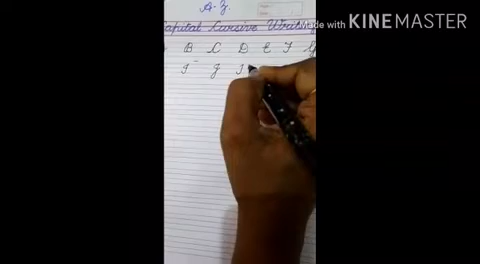 A. Z.
Made with KINEMASTER
Capital Cursive Writing
B C D E F G
I J